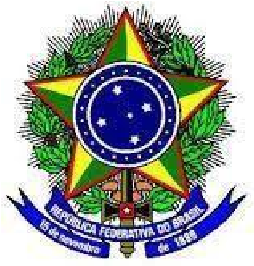 REPÚBLICA FEDERATIVA DO BRASIL
15 de novembro de 1889